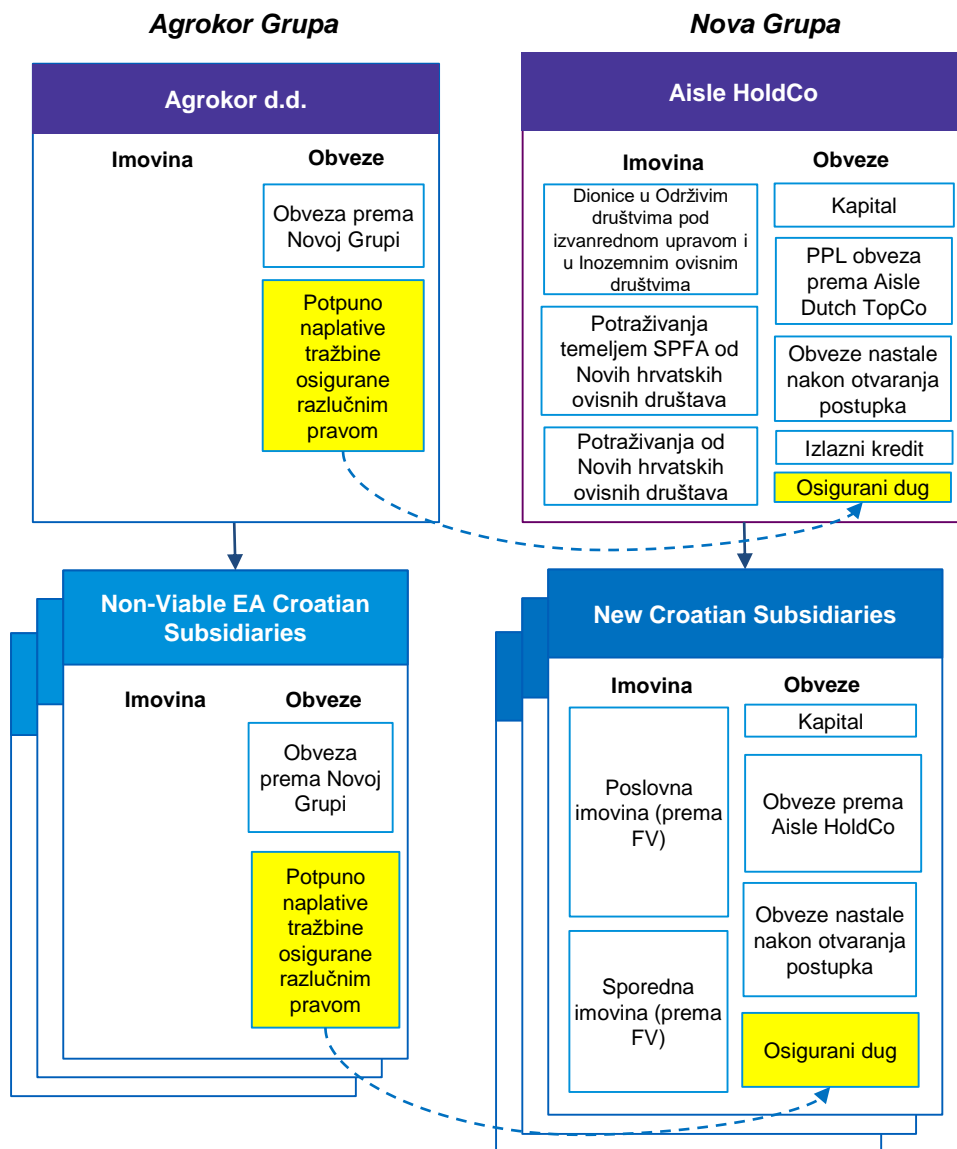 Agrokor Grupa
Agrokor d.d.
Imovina
Obveze
Obveza prema
Novoj Grupi
Potpuno
naplative
tražbine
osigurane
razlučnim
pravom
Non-Viable EA Croatian
Subsidiaries
Imovina
Obveze
Obveza
prema Novoj
Grupi
Potpuno
naplative
tražbine
osigurane
razlučnim
pravom
Nova Grupa
Aisle HoldCo
Imovina
Dionice u Održivim
društvima pod
izvanrednom upravom i
u Inozemnim ovisnim
društvima
Potraživanja
temeljem SPFA od
Novih hrvatskih
ovisnih društava
Potraživanja od
Novih hrvatskih
ovisnih društava
Obveze
Kapital
PPL obveza
prema Aisle
Dutch TopCo
Obveze nastale
nakon otvaranja
postupka
Izlazni kredit
Osigurani dug
New Croatian Subsidiaries
Imovina
Poslovna
imovina (prema
FV)
Sporedna
imovina (prema
FV)
Obveze
Kapital
Obveze prema
Aisle HoldCo
Obveze nastale
nakon otvaranja
postupka
Osigurani dug